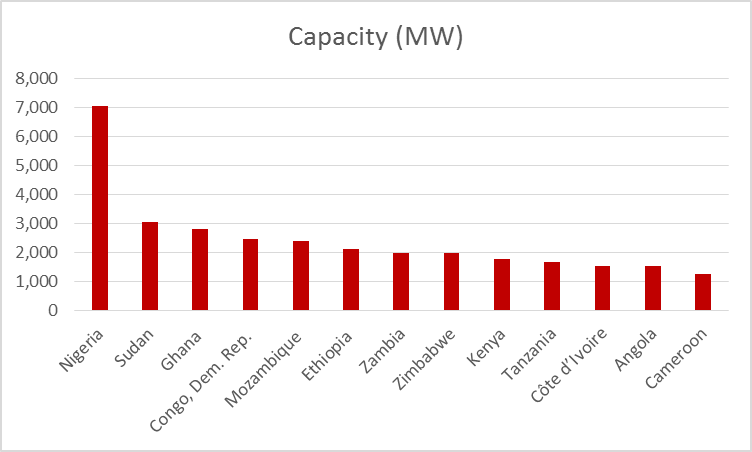 Capacity (MW)
8,000
7,000
6,000
5,000
4,000
3,000
2,000
1,000
0
Nigeria
Sudan
Ghana
Congo, Dem. Rep.
Mozambique
Ethiopia
Zambia
Zimbabwe
Kenya
Tanzania
Côte d’Ivoire
Angola
Cameroon